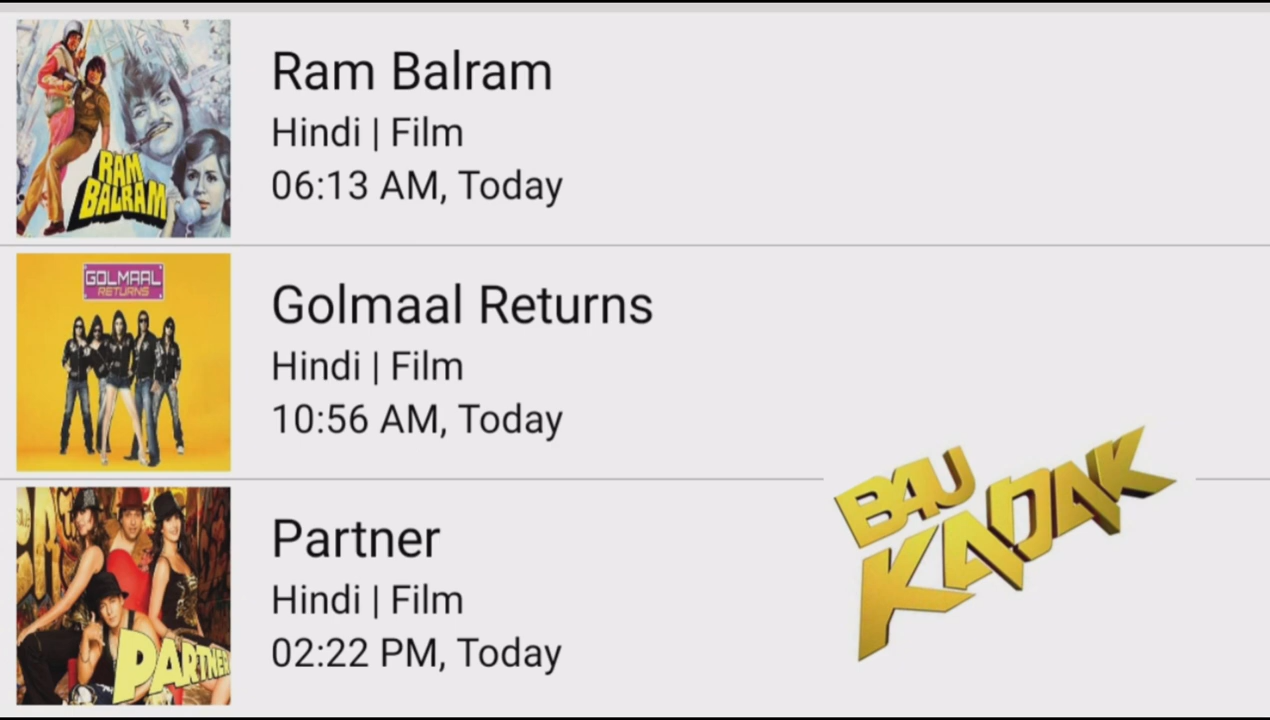 RAM
BALRAM
Ram Balram
Hindi | Film
06:13 AM, Today
GOLMAAL
RETURNS
Golmaal Returns
Hindi | Film
10:56 AM, Today
PARTNER
Partner
Hindi | Film
02:22 PM, Today
B4U
KADAK